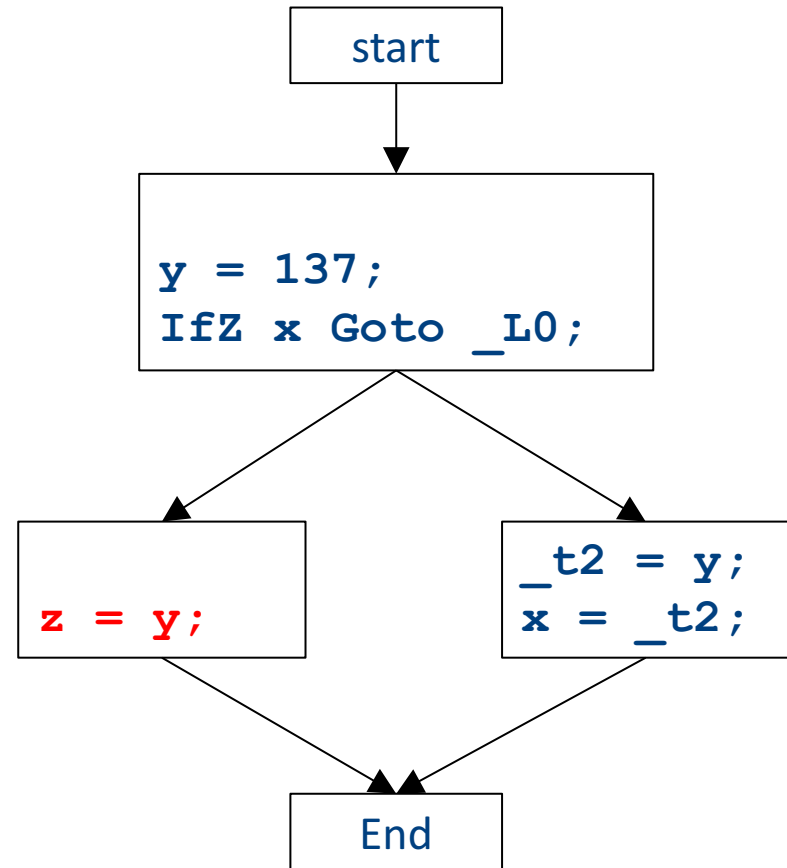 start
y = 137;
IfZ x Goto _L0;
z = y;
_t2 = y;
x = _t2;
End